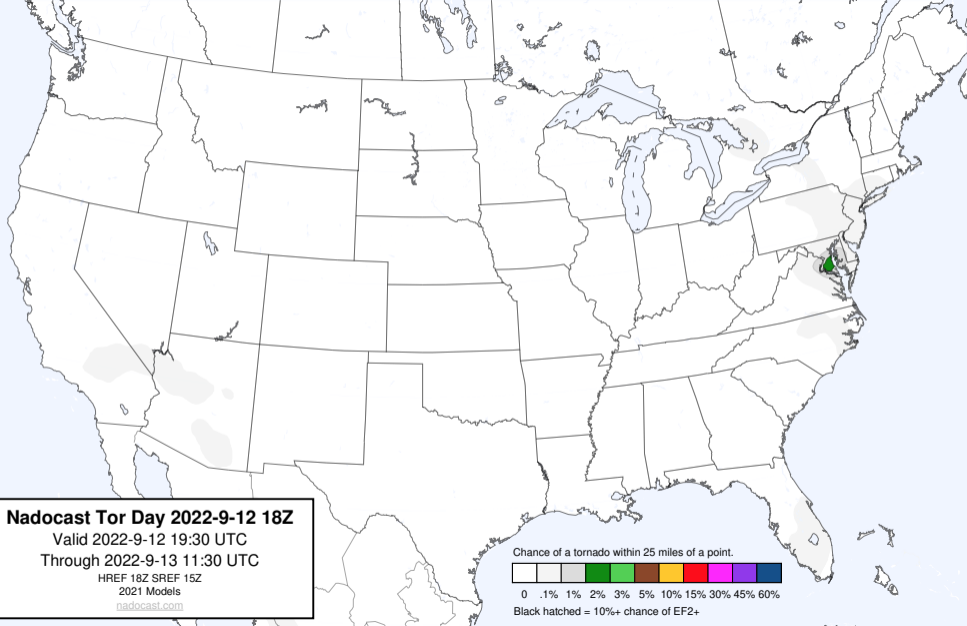 Nadocast Tor Day 2022-9-12 18Z
Valid 2022-9-12 19:30 UTC
Through 2022-9-13 11:30 UTC
HREF 18Z SREF 15Z
2021 Models
nadocast.com
Chance of a tornado within 25 miles of a point.
0 .1% 1% 2% 3% 5% 10% 15% 30% 45% 60%
Black hatched = 10%+ chance of EF2+